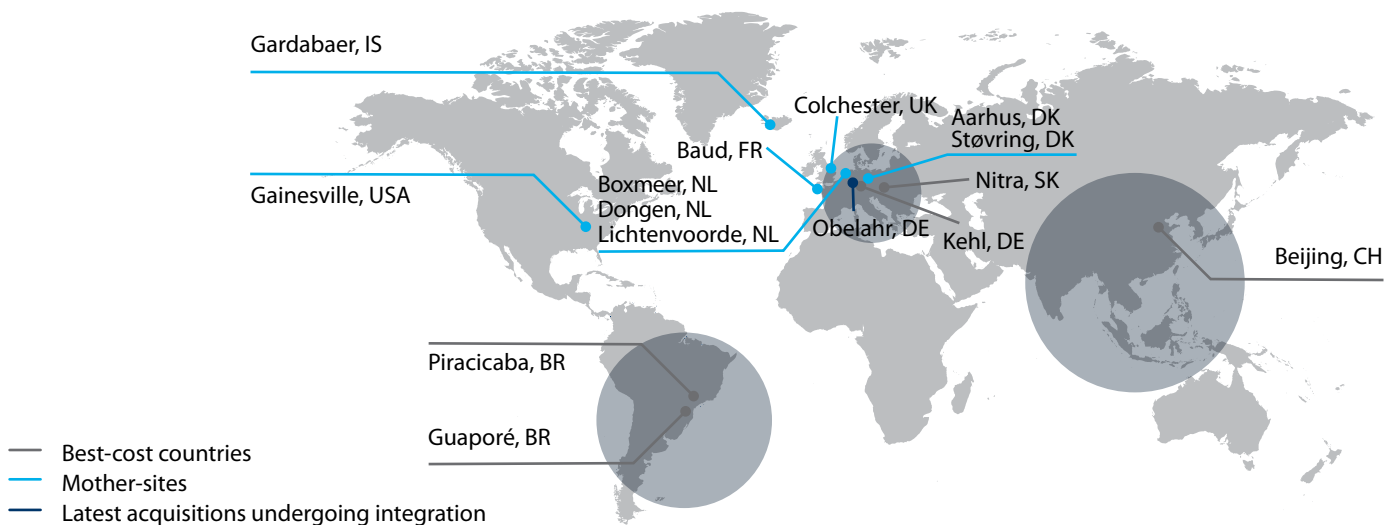 Gardabaer, IS
Colchester, UK
Aarhus, DK
Støvring, DK
Baud, FR
Nitra, SK
Gainesville, USA
Boxmeer, NL
Dongen, NL
Lichtenvoorde, NL
Obelahr, DE
Kehl, DE
Beijing, CH
Piracicaba, BR
Guaporé, BR
Best-cost countries
Mother-sites
Latest acquisitions undergoing integration